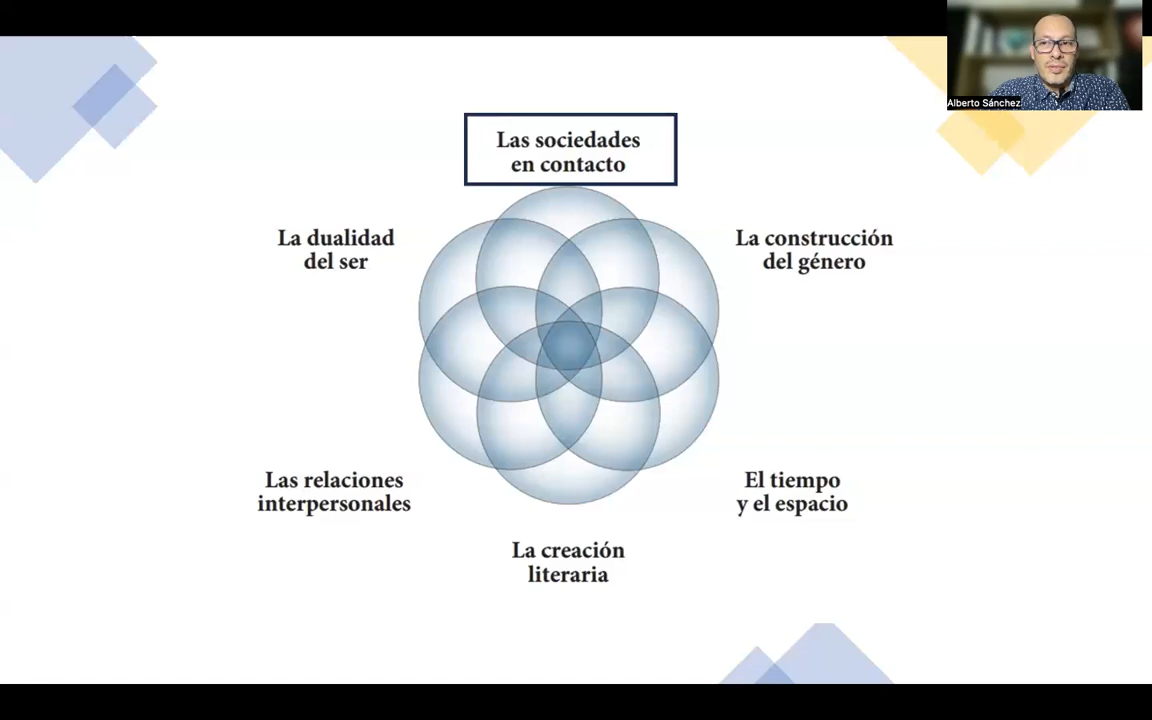 Alberto Sánchez
Las sociedades
en contacto
La dualidad
del ser
La construcción
del género
Las relaciones
interpersonales
El tiempo
y el espacio
La creación
literaria